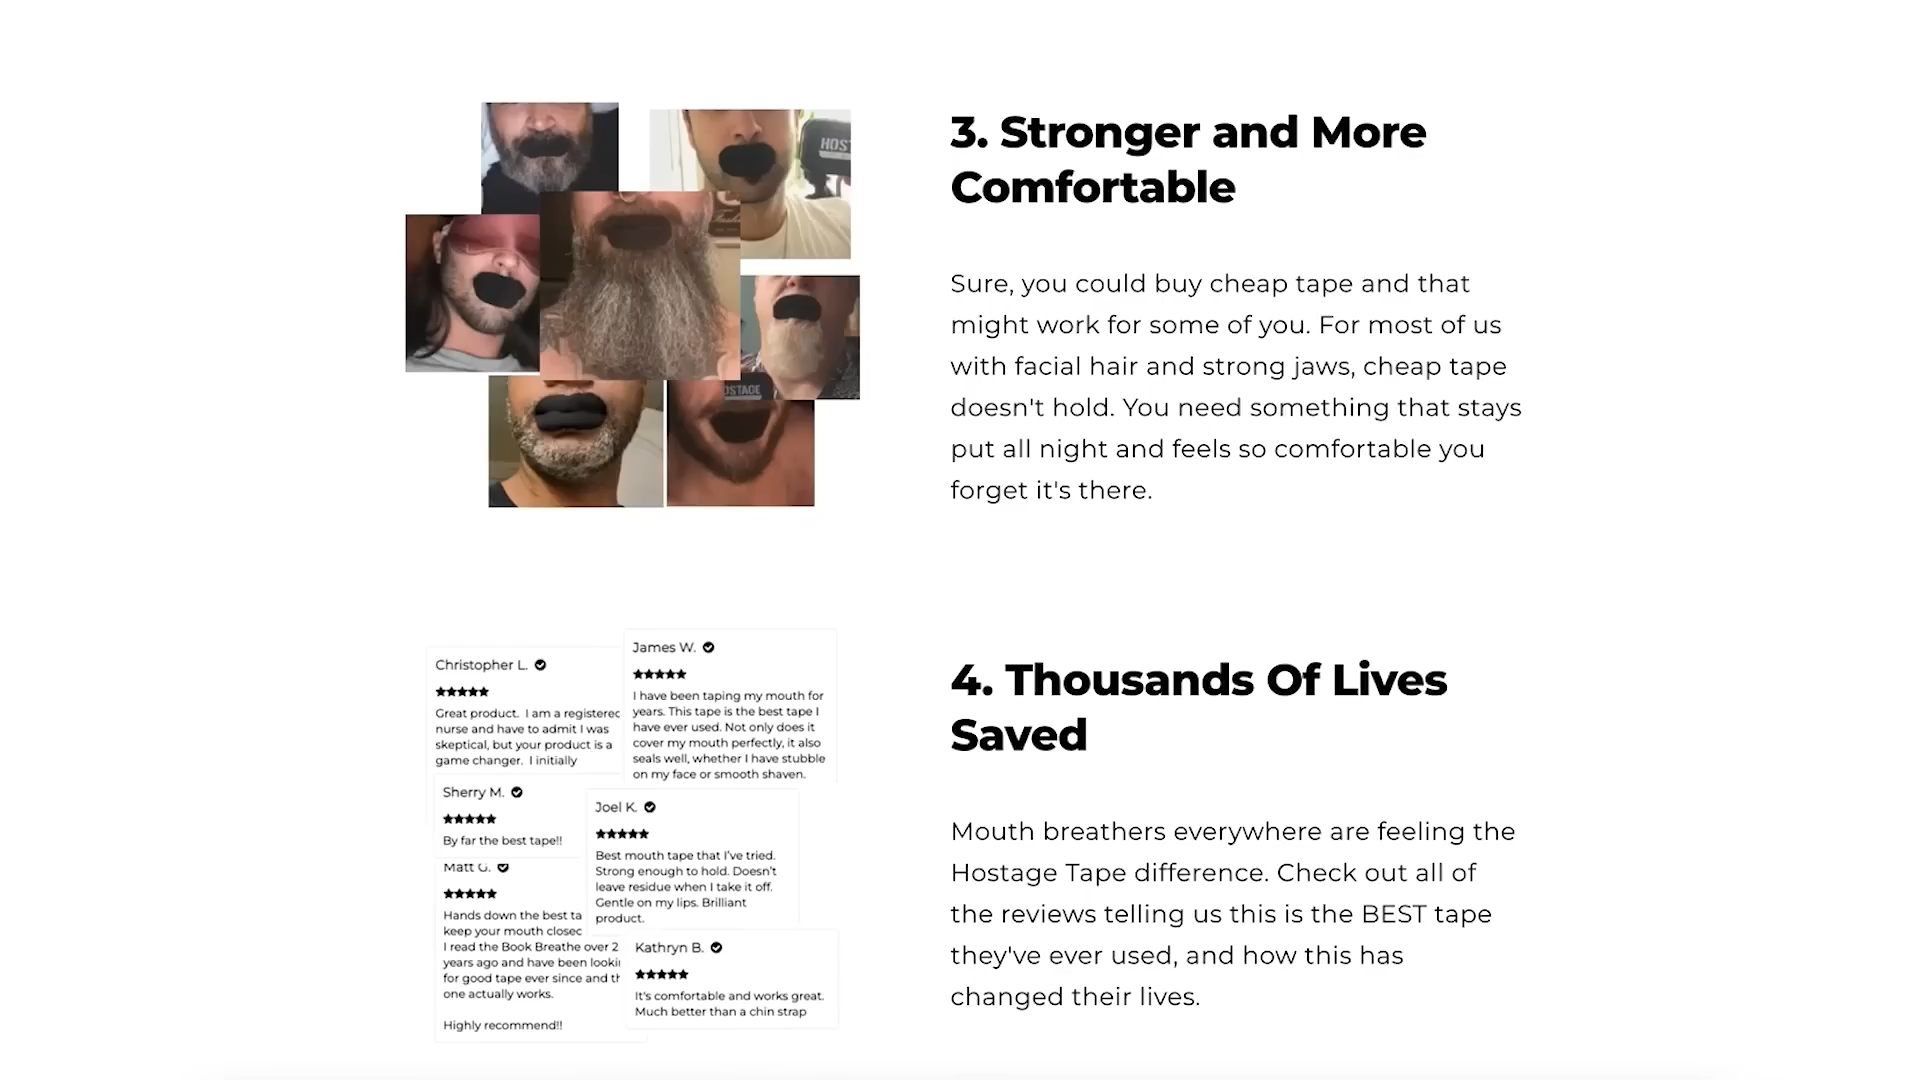 HOST
OSTAGE
3. Stronger and More
Comfortable
Sure, you could buy cheap tape and that
might work for some of you. For most of us
with facial hair and strong jaws, cheap tape
doesn't hold. You need something that stays
put all night and feels so comfortable you
forget it's there.
Christopher L.
Great product. I am a registered
nurse and have to admit I was
skeptical, but your product is a
game changer. I initially
James W.
I have been taping my mouth for
years. This tape is the best tape I
have ever used. Not only does it
cover my mouth perfectly, it also
seals well, whether I have stubble
on my face or smooth shaven.
Sherry M.
By far the best tape!!
Joel K.
Best mouth tape that I've tried.
Strong enough to hold. Doesn't
leave residue when I take it off.
Gentle on my lips. Brilliant
product.
Matt G.
Hands down the best ta
keep your mouth closed
I read the Book Breathe over 2
years ago and have been lookin
for good tape ever since and th
one actually works.
Highly recommend!!
Kathryn B.
It's comfortable and works great.
Much better than a chin strap
4. Thousands Of Lives
Saved
Mouth breathers everywhere are feeling the
Hostage Tape difference. Check out all of
the reviews telling us this is the BEST tape
they've ever used, and how this has
changed their lives.